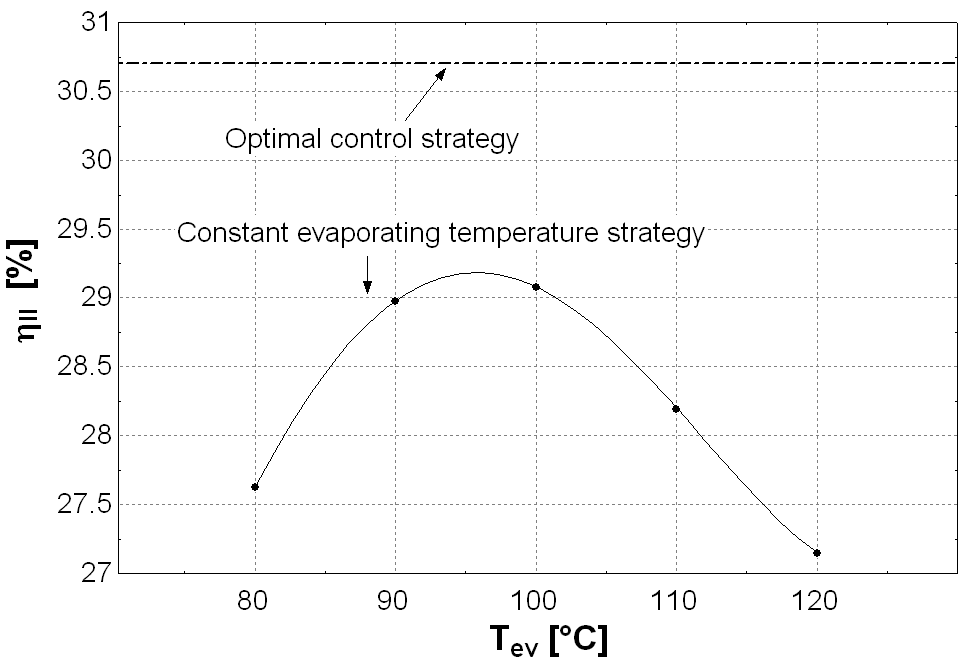 31
30.5
Optimal control strategy
30
29.5
Constant evaporating temperature strategy
29
28.5
28
27.5
27
ηII [%]
80 90 100 110 120
Tev [°C]